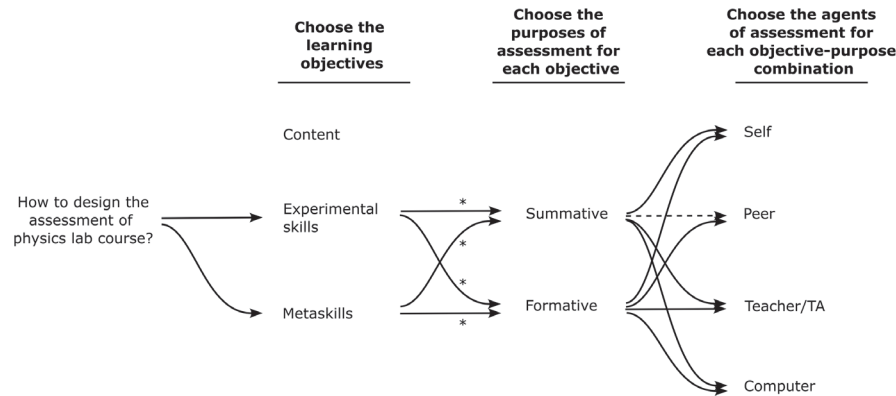 Choose the
learning
objectives
Choose the
purposes of
assessment for
each objective
Choose the agents
of assessment for
each objective-purpose
combination
Content
Self
How to design the
assessment of
physics lab course?
Experimental
skills
*
*
Summative
Peer
Metaskills
*
*
Formative
Teacher/TA
Computer